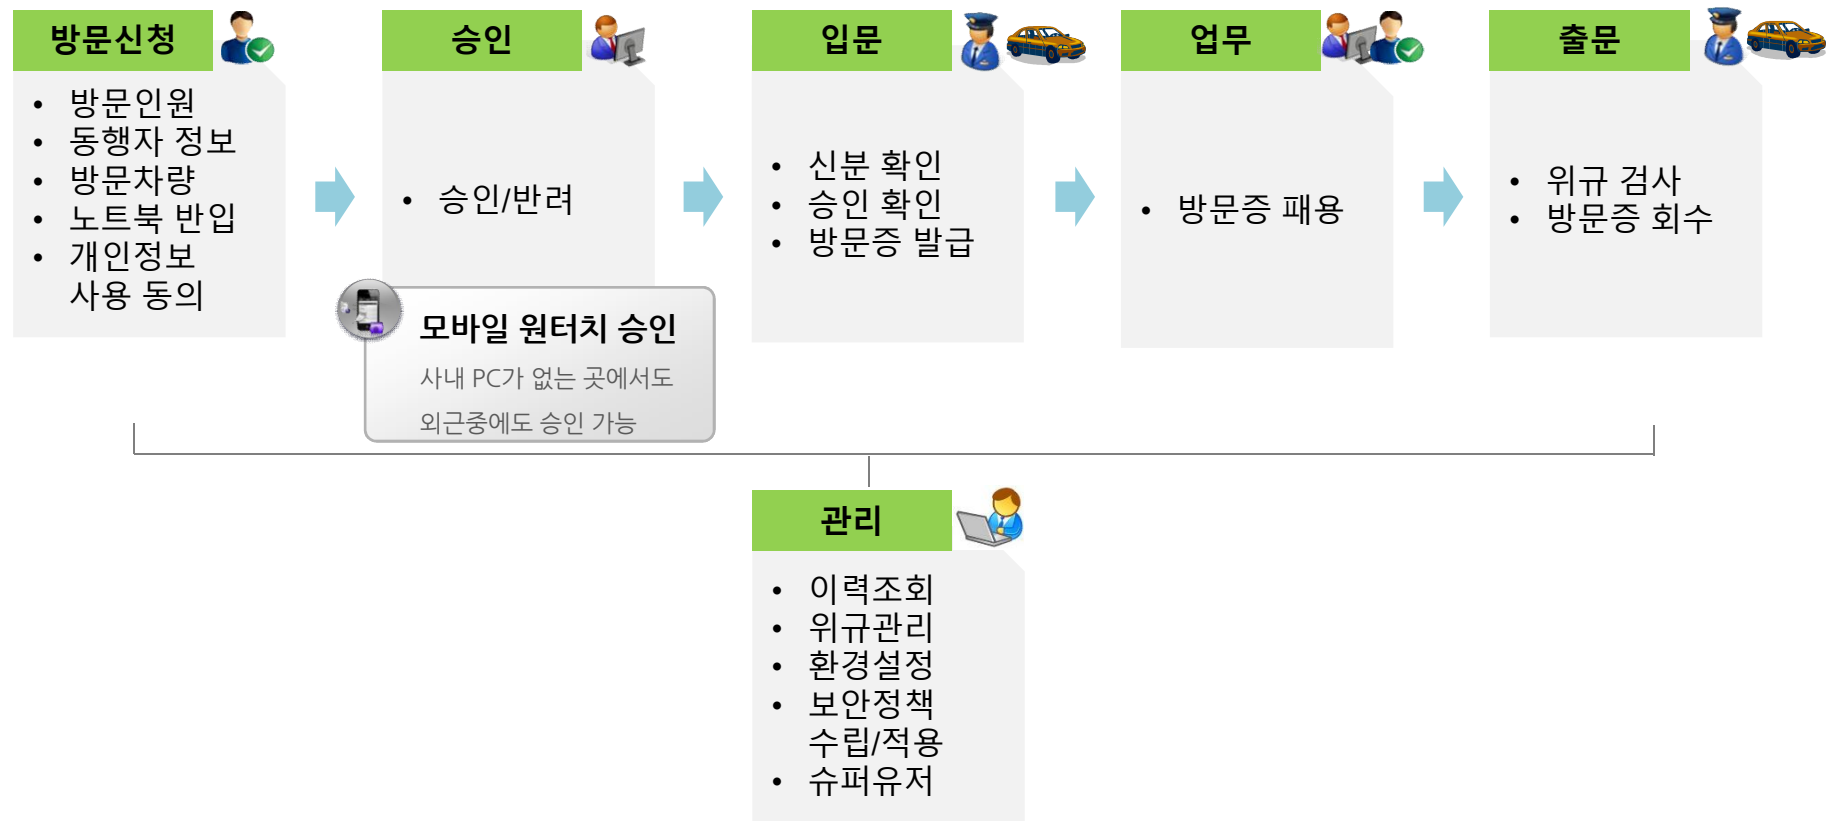 방문신청
• 방문인원
• 동행자 정보
• 방문차량
• 노트북 반입
• 개인정보
사용 동의
승인
• 승인/반려
모바일 원터치 승인
사내 PC가 없는 곳에서도
외근중에도 승인 가능
입문
• 신분 확인
• 승인 확인
• 방문증 발급
업무
• 방문증 패용
출문
• 위규 검사
• 방문증 회수
관리
• 이력조회
• 위규관리
• 환경설정
• 보안정책
수립/적용
• 슈퍼유저